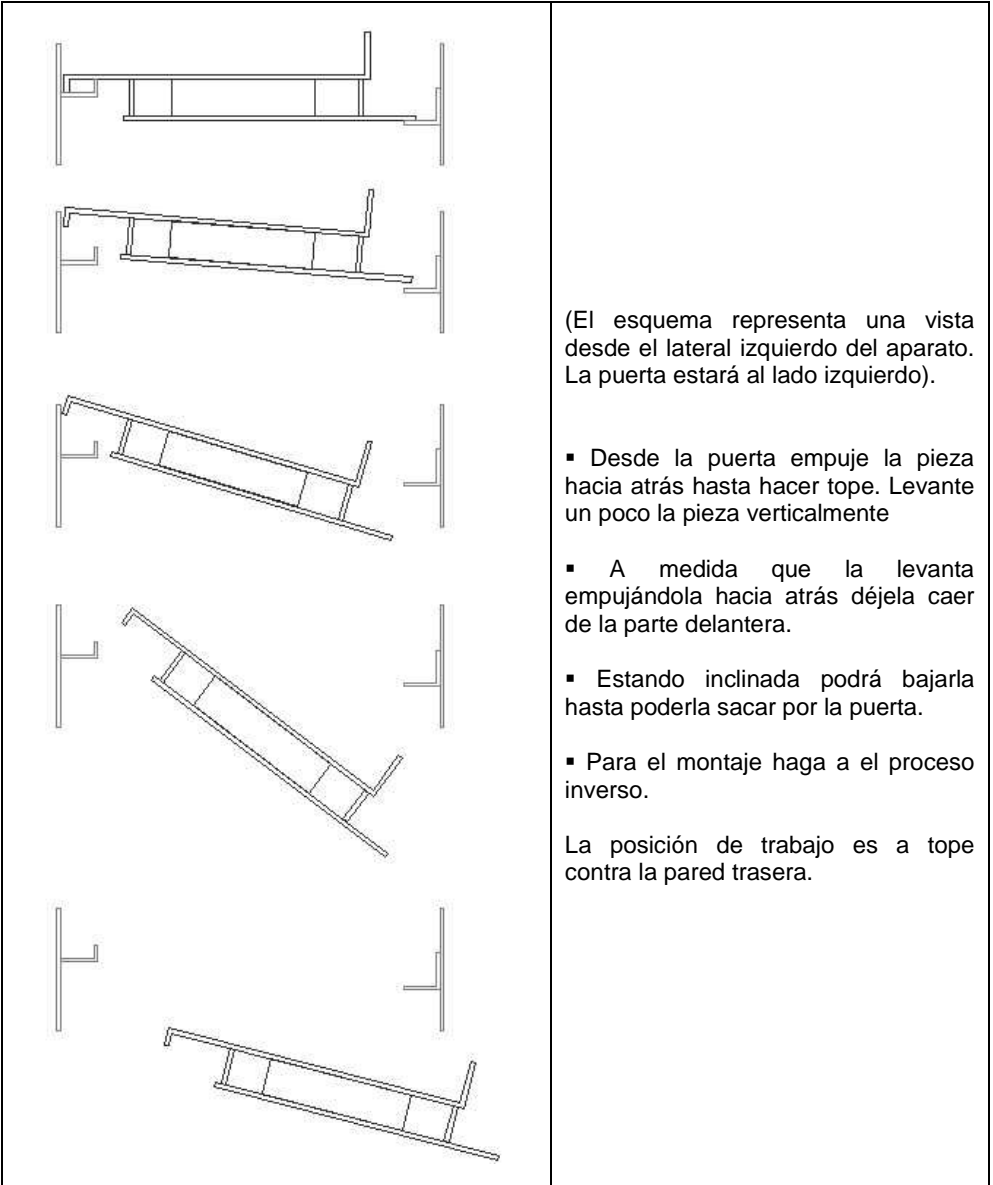 (El esquema representa una vista
desde el lateral izquierdo del aparato.
La puerta estará al lado izquierdo).
▪ Desde la puerta empuje la pieza
hacia atrás hasta hacer tope. Levante
un poco la pieza verticalmente
▪ A medida que la levanta
empujándola hacia atrás déjela caer
de la parte delantera.
▪ Estando inclinada podrá bajarla
hasta poderla sacar por la puerta.
▪ Para el montaje haga a el proceso
inverso.
La posición de trabajo es a tope
contra la pared trasera.